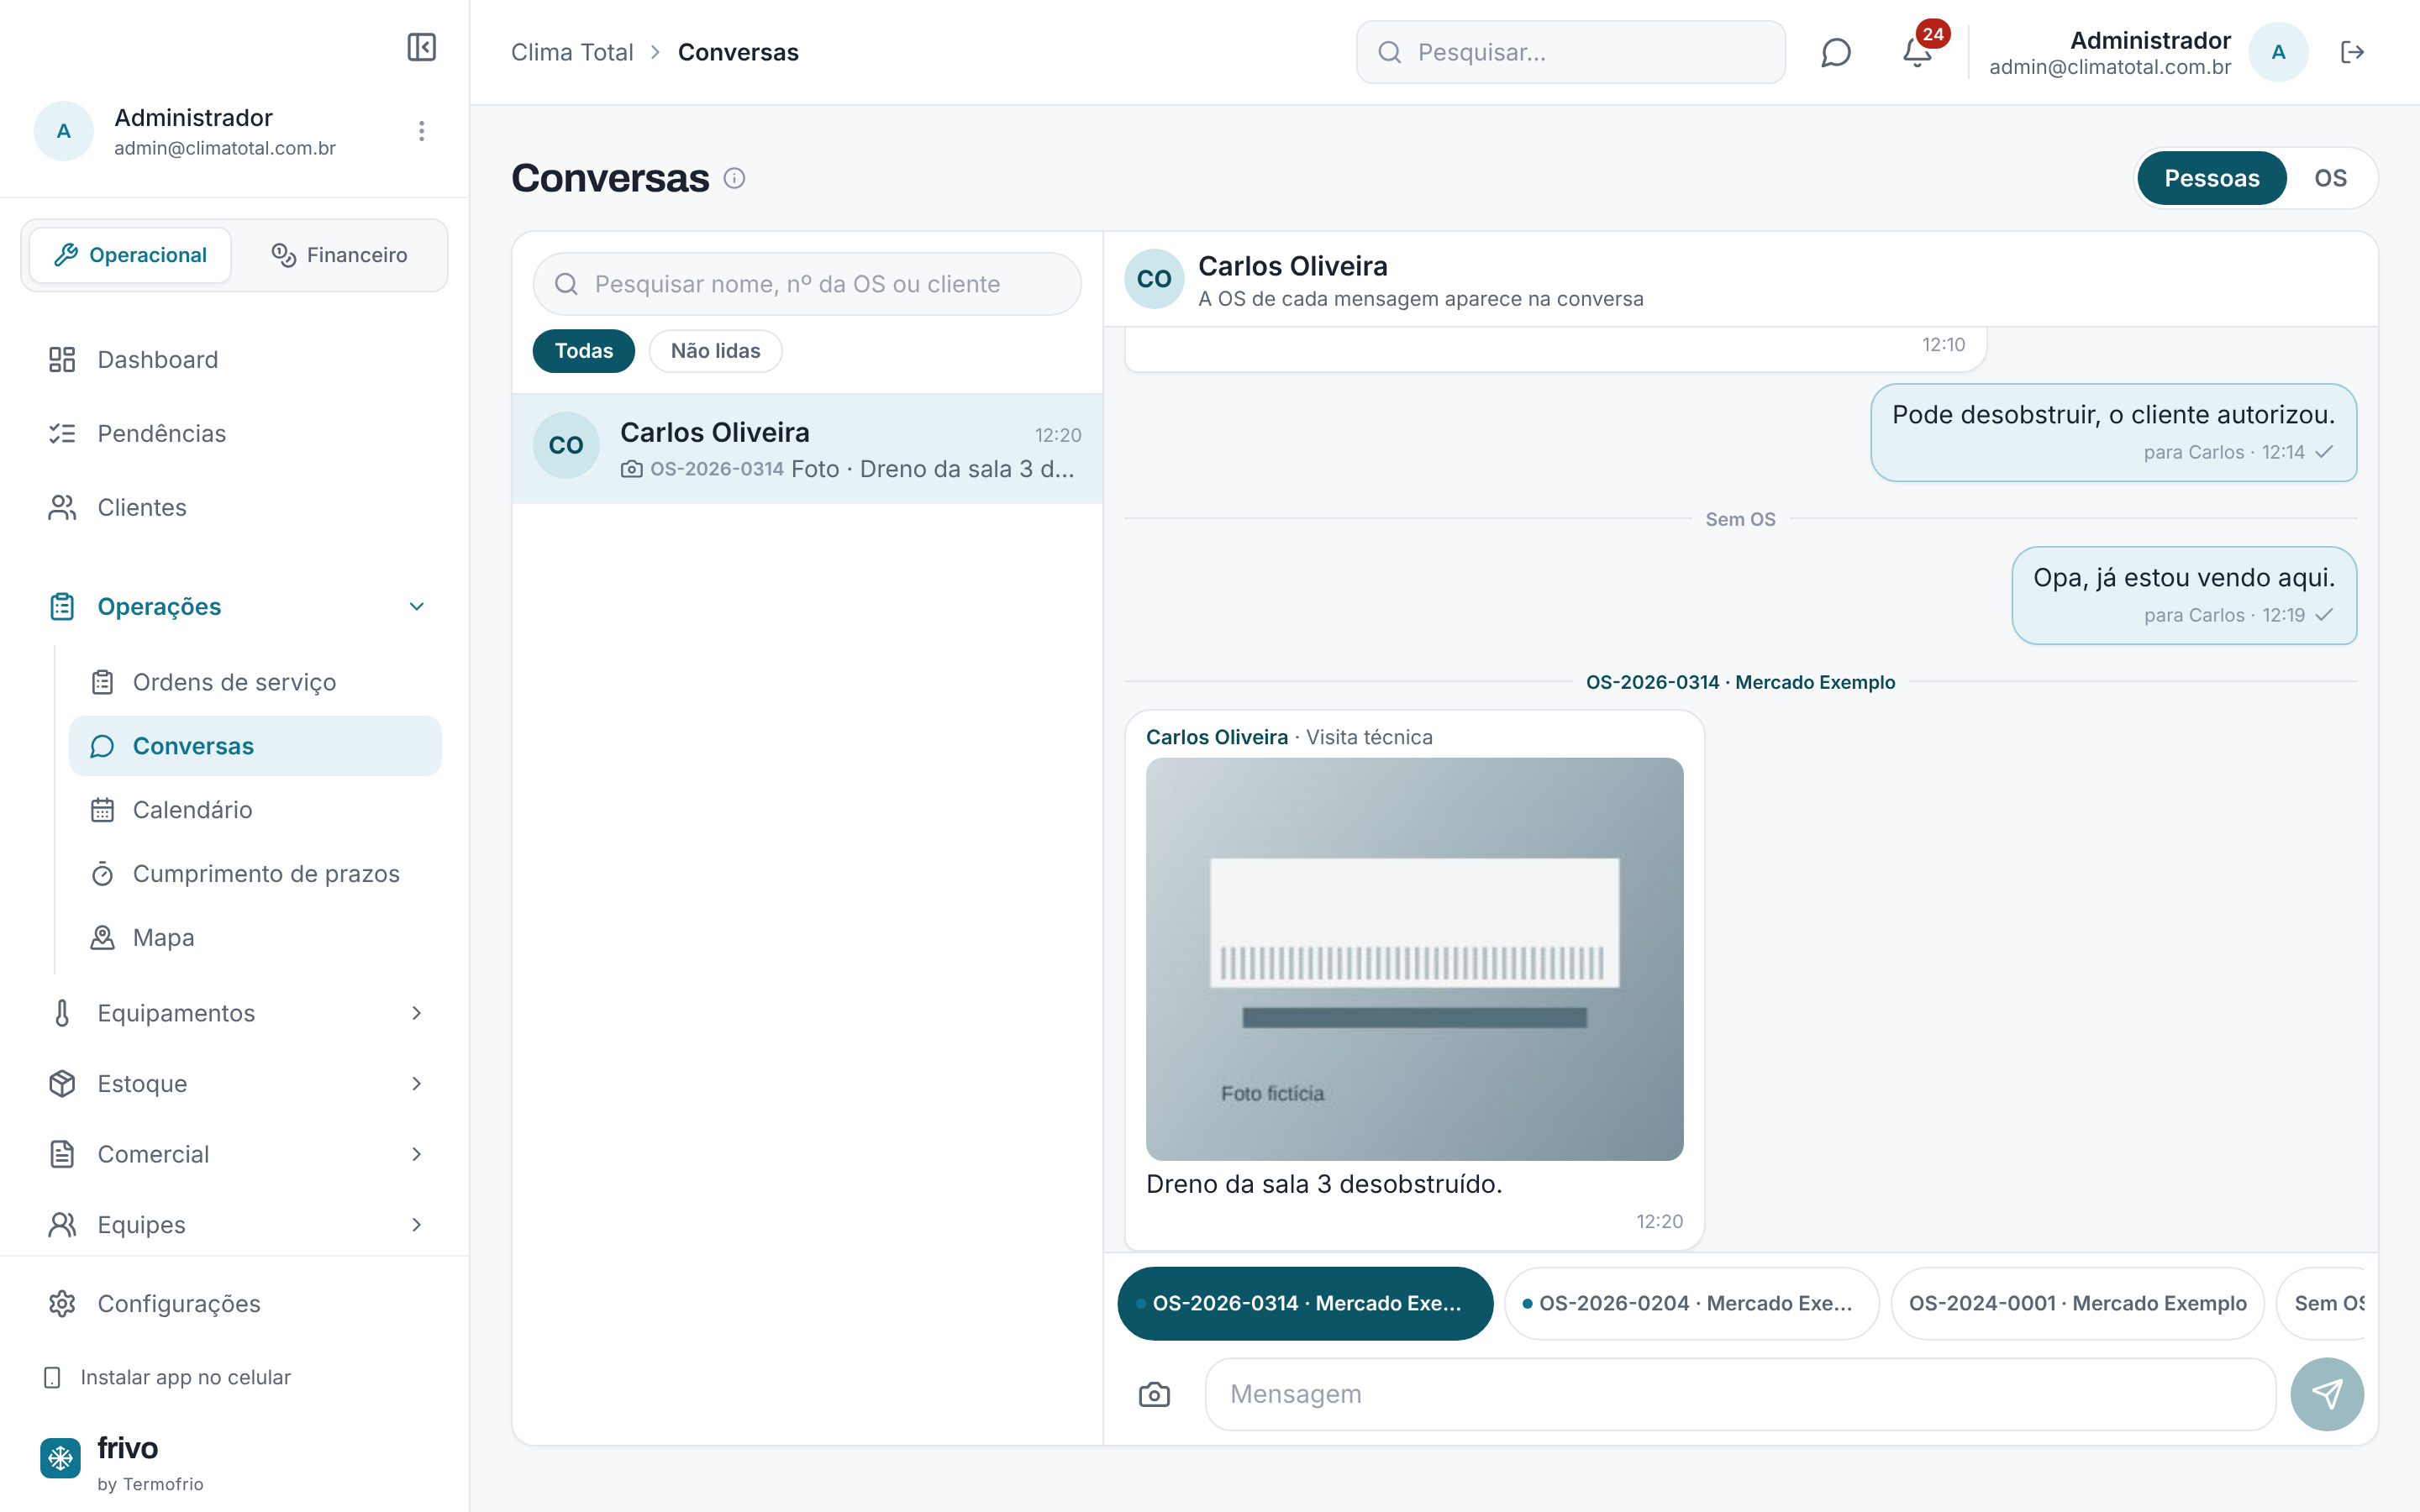 Administrador
admin@climatotal.com.br
A
Operacional
Financeiro
Dashboard
Pendências
Clientes
Operações
Ordens de serviço
Conversas
Calendário
Cumprimento de prazos
Mapa
Equipamentos
Estoque
Comercial
Equipes
Configurações
Instalar app no celular
frivo
by Termofrio
Clima Total > Conversas
Pesquisar...
24
Administrador
admin@climatotal.com.br
A
Conversas
Pessoas
OS
Pesquisar nome, nº da OS ou cliente
Todas
Não lidas
CO
Carlos Oliveira
12:20
OS-2026-0314 Foto · Dreno da sala 3 d...
CO
Carlos Oliveira
A OS de cada mensagem aparece na conversa
12:10
Pode desobstruir, o cliente autorizou.
para Carlos · 12:14
Sem OS
Opa, já estou vendo aqui.
para Carlos · 12:19
OS-2026-0314 · Mercado Exemplo
Carlos Oliveira · Visita técnica
Foto fictícia
Dreno da sala 3 desobstruído.
12:20
OS-2026-0314 · Mercado Exe...
OS-2026-0204 · Mercado Exe...
OS-2024-0001 · Mercado Exemplo
Sem OS
Mensagem